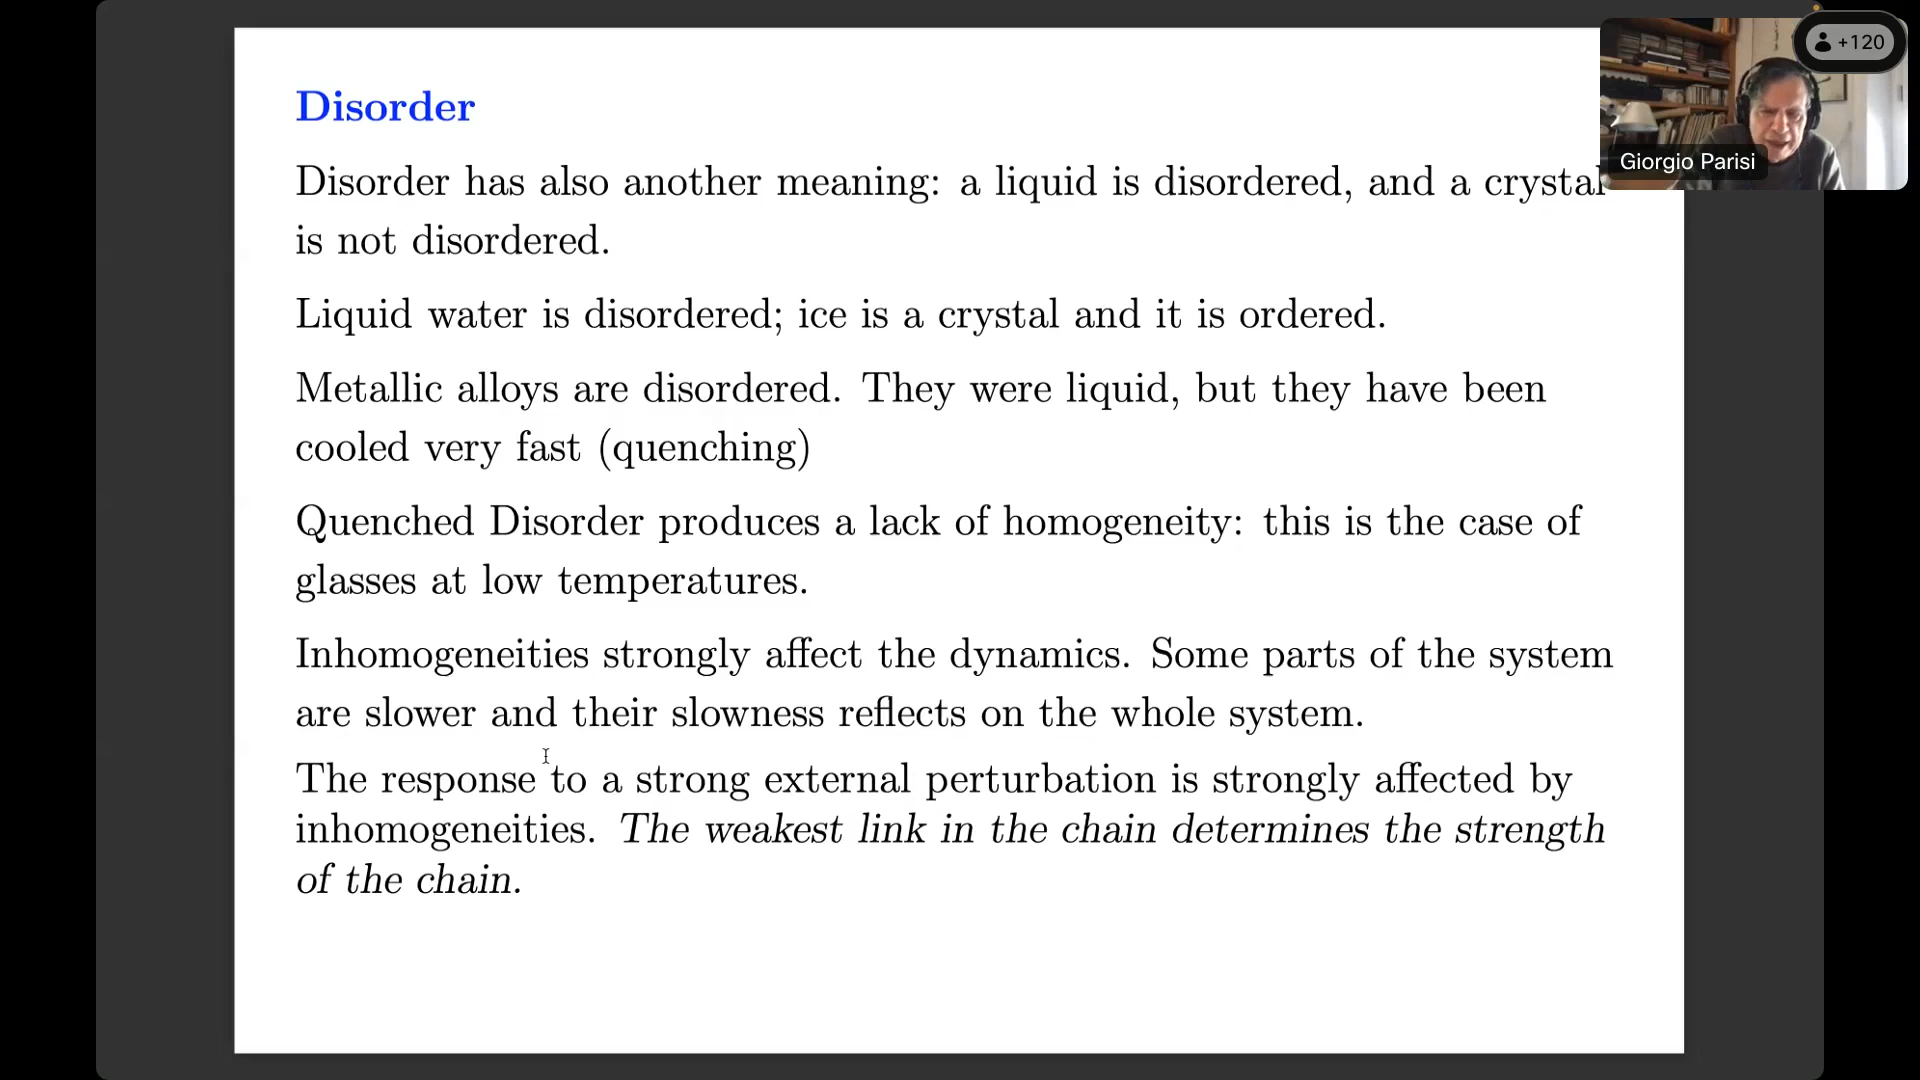 Disorder
Disorder has also another meaning: a liquid is disordered, and a crystal
is not disordered.
Liquid water is disordered; ice is a crystal and it is ordered.
Metallic alloys are disordered. They were liquid, but they have been
cooled very fast (quenching)
Quenched Disorder produces a lack of homogeneity: this is the case of
glasses at low temperatures.
Inhomogeneities strongly affect the dynamics. Some parts of the system
are slower and their slowness reflects on the whole system.
The response to a strong external perturbation is strongly affected by
inhomogeneities. The weakest link in the chain determines the strength
of the chain.
+120
Giorgio Parisi